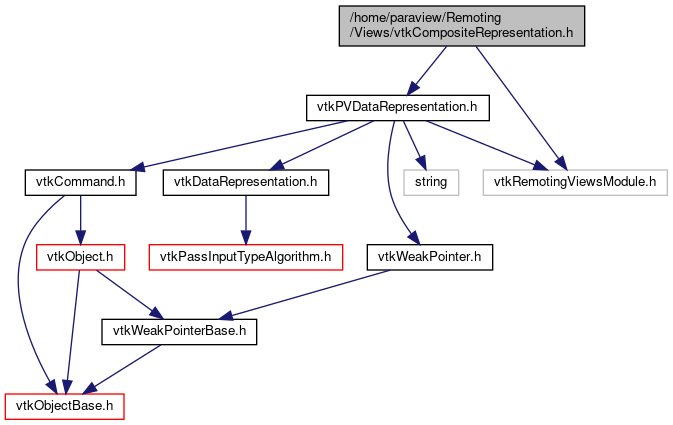 /home/paraview/Remoting
/Views/vtkCompositeRepresentation.h
vtkPVDataRepresentation.h
vtkCommand.h
vtkDataRepresentation.h
string
vtkRemotingViewsModule.h
vtkObject.h
vtkPassInputTypeAlgorithm.h
vtkWeakPointer.h
vtkWeakPointerBase.h
vtkObjectBase.h